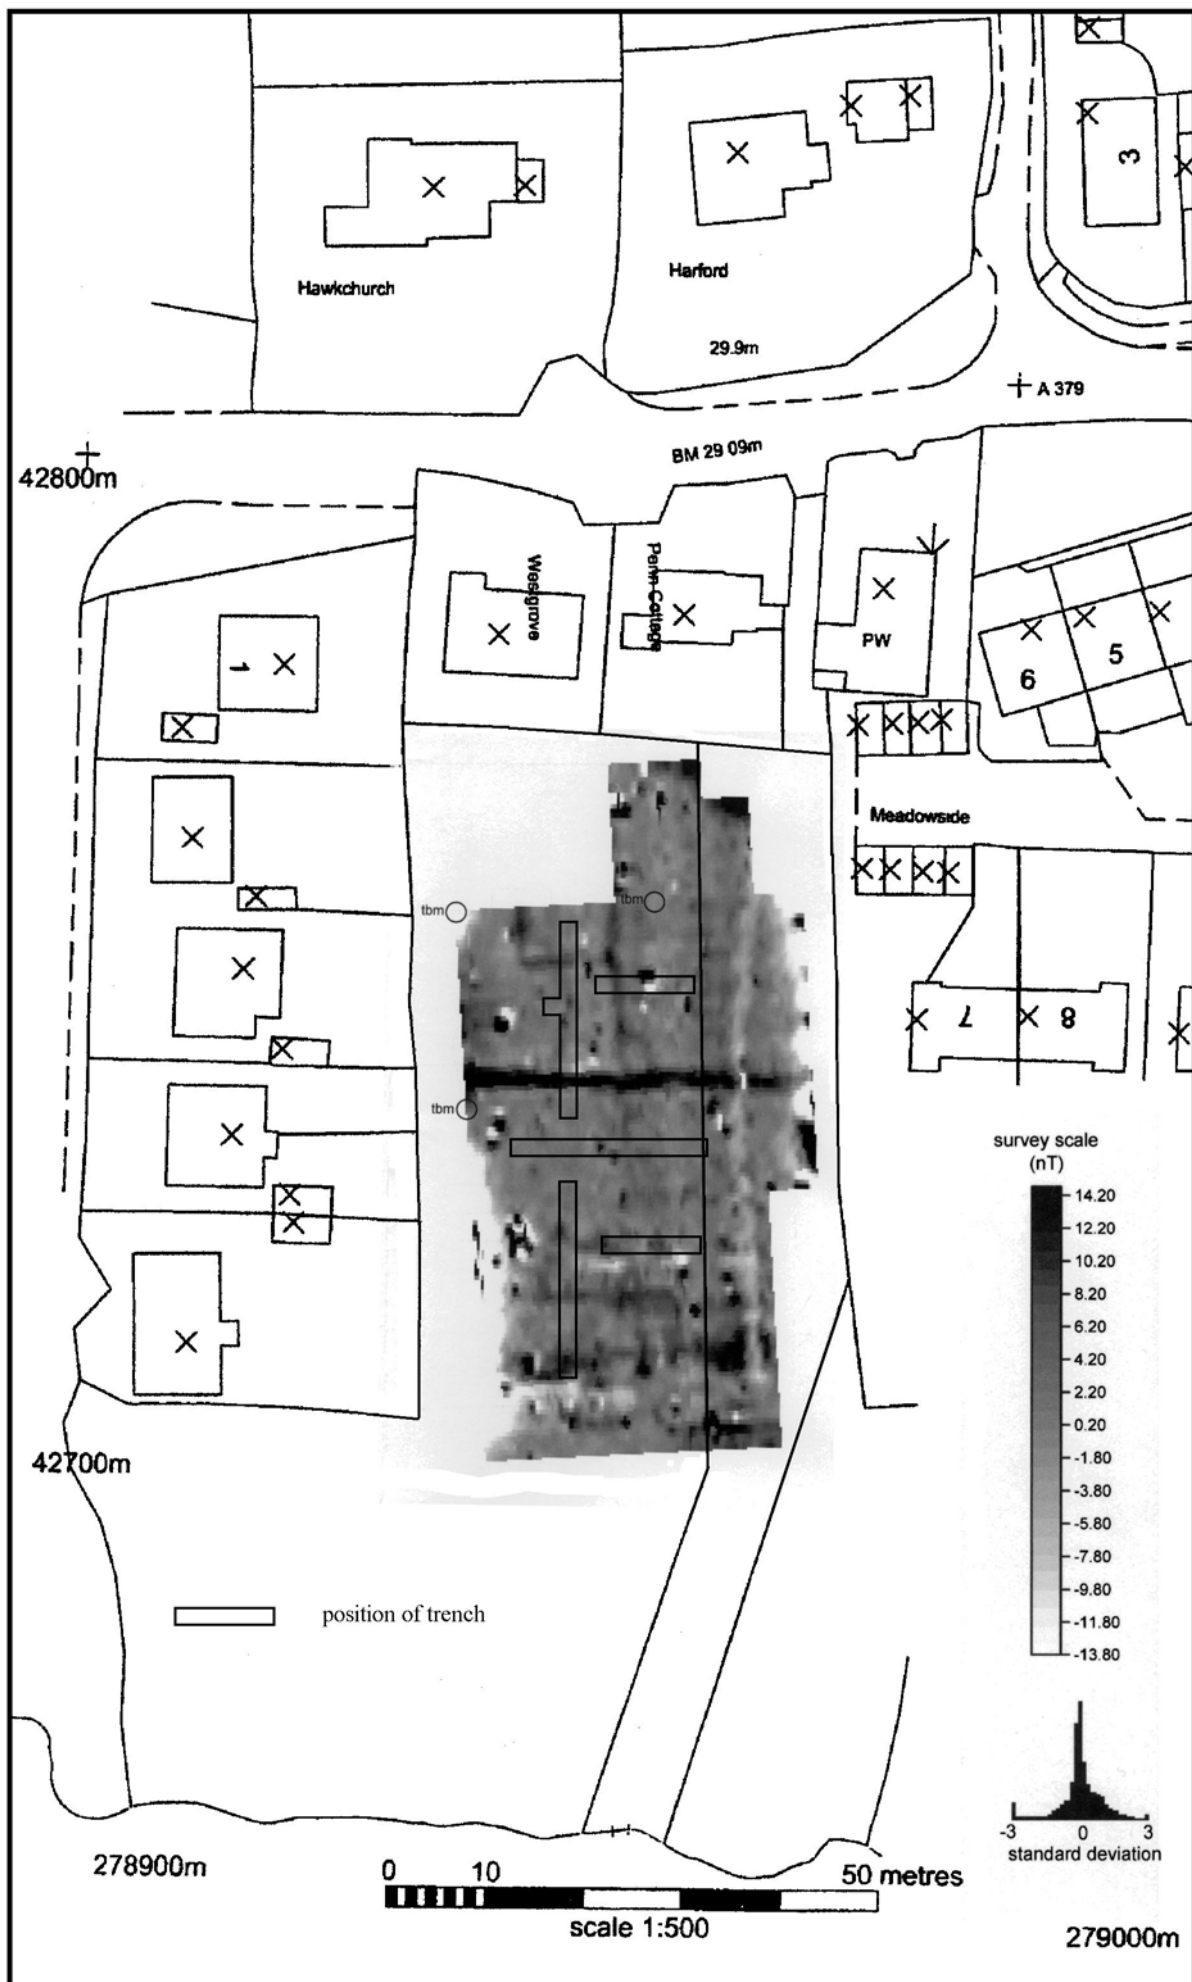 3
Hawkchurch
Harford
29.9m
A 379
BM 29 09m
42800m
Westgrove
Penn Cottage
1
PW
6
5
Meadowside
tbm
tbm
7
8
tbm
survey scale
(nT)
14.20
12.20
10.20
8.20
6.20
4.20
2.20
0.20
-1.80
-3.80
-5.80
-7.80
-9.80
-11.80
-13.80
42700m
position of trench
-3 0 3
standard deviation
278900m
0 10 50 metres
scale 1:500
279000m